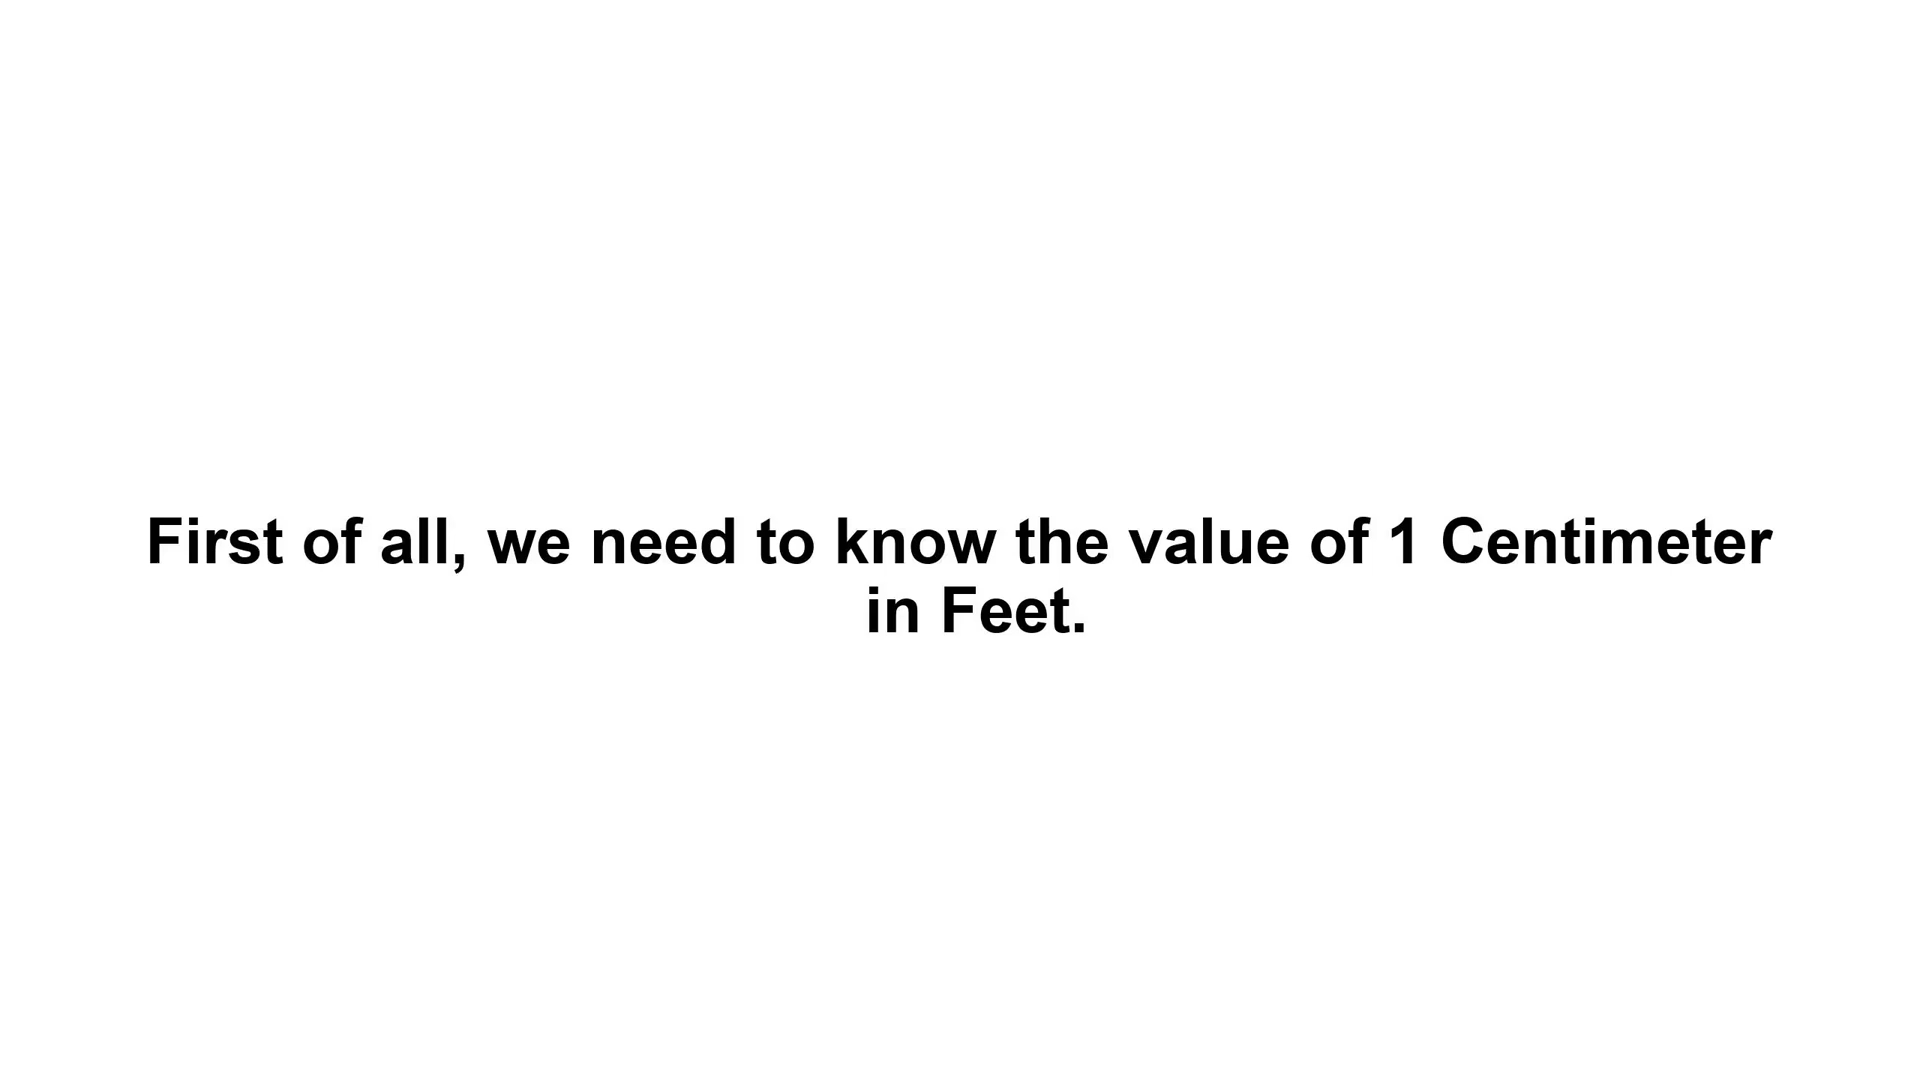 First of all, we need to know the value of 1 Centimeter
in Feet.